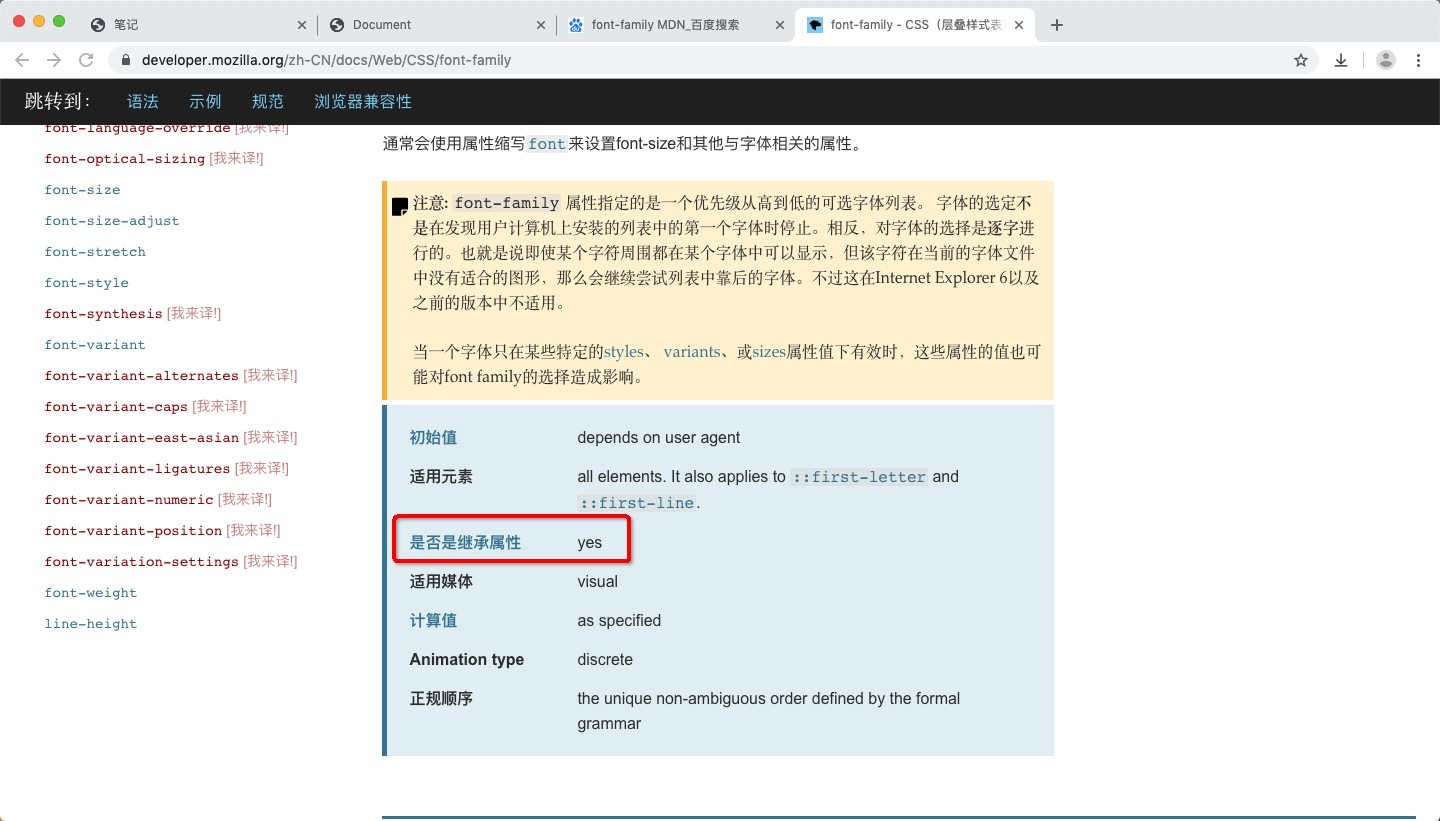 笔记
Document
font-family MDN_百度搜索
font-family - CSS（层叠样式表
developer.mozilla.org/zh-CN/docs/Web/CSS/font-family
跳转到： 语法 示例 规范 浏览器兼容性
font-language-override [我来译!]
font-optical-sizing [我来译!]
font-size
font-size-adjust
font-stretch
font-style
font-synthesis [我来译!]
font-variant
font-variant-alternates [我来译!]
font-variant-caps [我来译!]
font-variant-east-asian [我来译!]
font-variant-ligatures [我来译!]
font-variant-numeric [我来译!]
font-variant-position [我来译!]
font-variation-settings [我来译!]
font-weight
line-height
通常会使用属性缩写font来设置font-size和其他与字体相关的属性。
注意: font-family 属性指定的是一个优先级从高到低的可选字体列表。 字体的选定不
是在发现用户计算机上安装的列表中的第一个字体时停止。相反，对字体的选择是逐字进
行的。也就是说即使某个字符周围都在某个字体中可以显示，但该字符在当前的字体文件
中没有适合的图形，那么会继续尝试列表中靠后的字体。不过这在Internet Explorer 6以及
之前的版本中不适用。
当一个字体只在某些特定的styles、 variants、或sizes属性值下有效时，这些属性的值也可
能对font family的选择造成影响。
初始值 depends on user agent
适用元素 all elements. It also applies to ::first-letter and
::first-line.
是否是继承属性 yes
适用媒体 visual
计算值 as specified
Animation type discrete
正规顺序 the unique non-ambiguous order defined by the formal
grammar